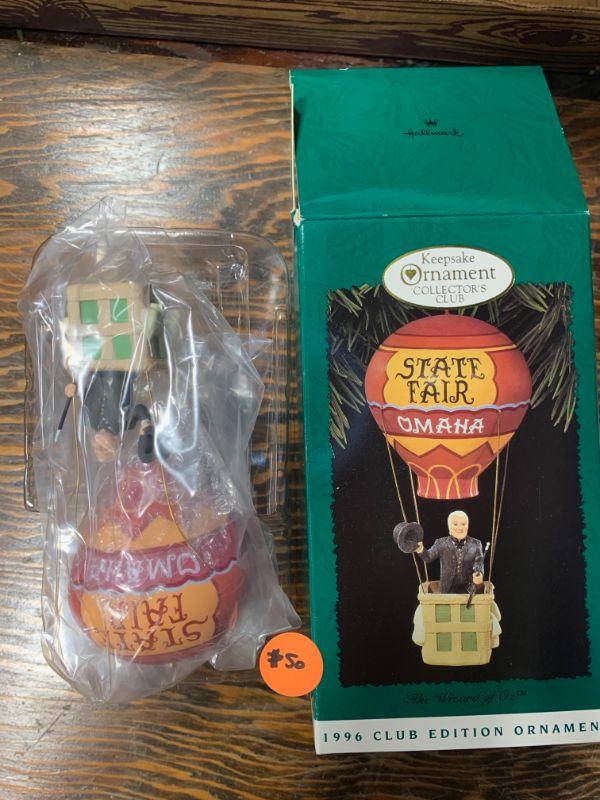 Hallmark
Keepsake
Ornament
COLLECTOR'S
CLUB
STATE
FAIR
OMAHA
The Wizard of Oz™
1996 CLUB EDITION ORNAMEN
OMAHA
STATE
FAIR
#50